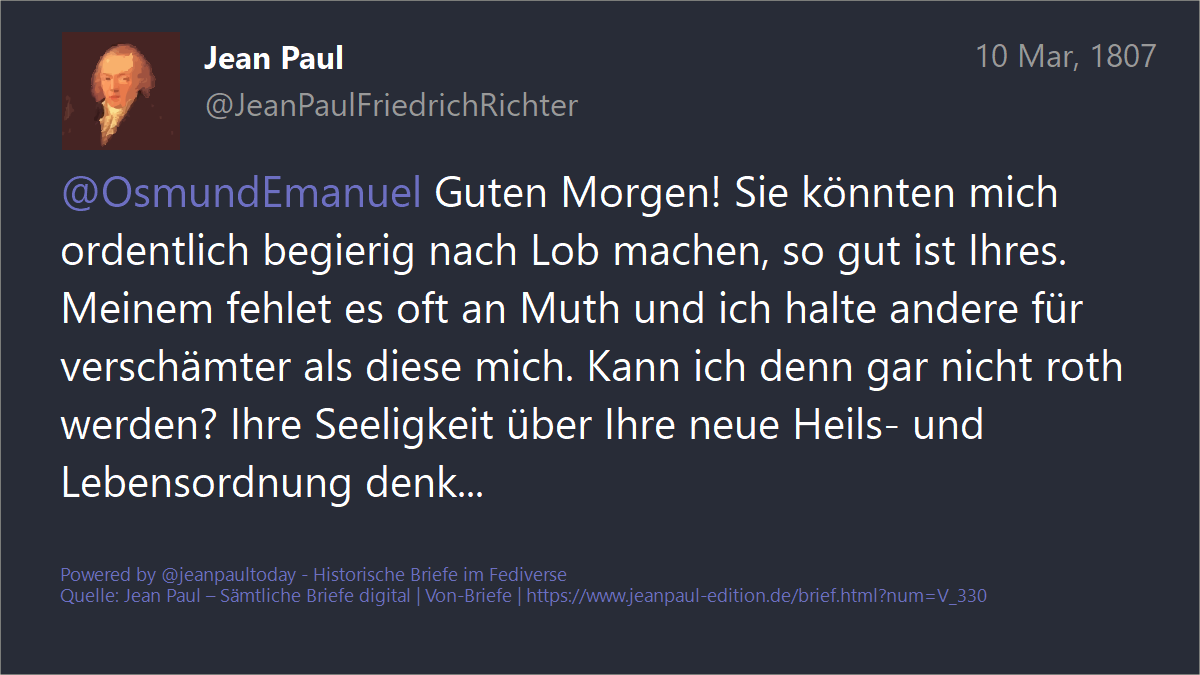 Jean Paul
10 Mar, 1807
@JeanPaulFriedrichRichter
@OsmundEmanuel Guten Morgen! Sie könnten mich
ordentlich begierig nach Lob machen, so gut ist Ihres.
Meinem fehlet es oft an Muth und ich halte andere für
verschämter als diese mich. Kann ich denn gar nicht roth
werden? Ihre Seeligkeit über Ihre neue Heils- und
Lebensordnung denk...
Powered by @jeanpaultoday - Historische Briefe im Fediverse
Quelle: Jean Paul – Sämtliche Briefe digital | Von-Briefe | https://www.jeanpaul-edition.de/brief.html?num=V_330